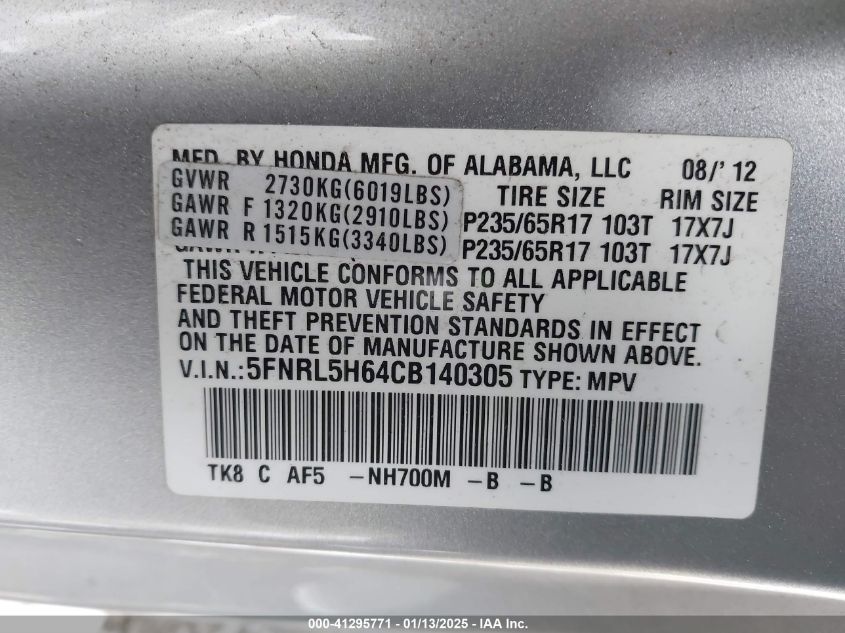 MFD. BY HONDA MFG. OF ALABAMA, LLC 08/'12
GVWR 2730KG(6019LBS) TIRE SIZE RIM SIZE
GAWR F 1320KG(2910LBS) P235/65R17 103T 17X7J
GAWR R 1515KG(3340LBS) P235/65R17 103T 17X7J
THIS VEHICLE CONFORMS TO ALL APPLICABLE
FEDERAL MOTOR VEHICLE SAFETY
AND THEFT PREVENTION STANDARDS IN EFFECT
ON THE DATE OF MANUFACTURE SHOWN ABOVE.
V.I.N.:5FNRL5H64CB140305 TYPE: MPV
TK8 C AF5 -NH700M -B -B
000-41295771 - 01/13/2025 - IAA Inc.